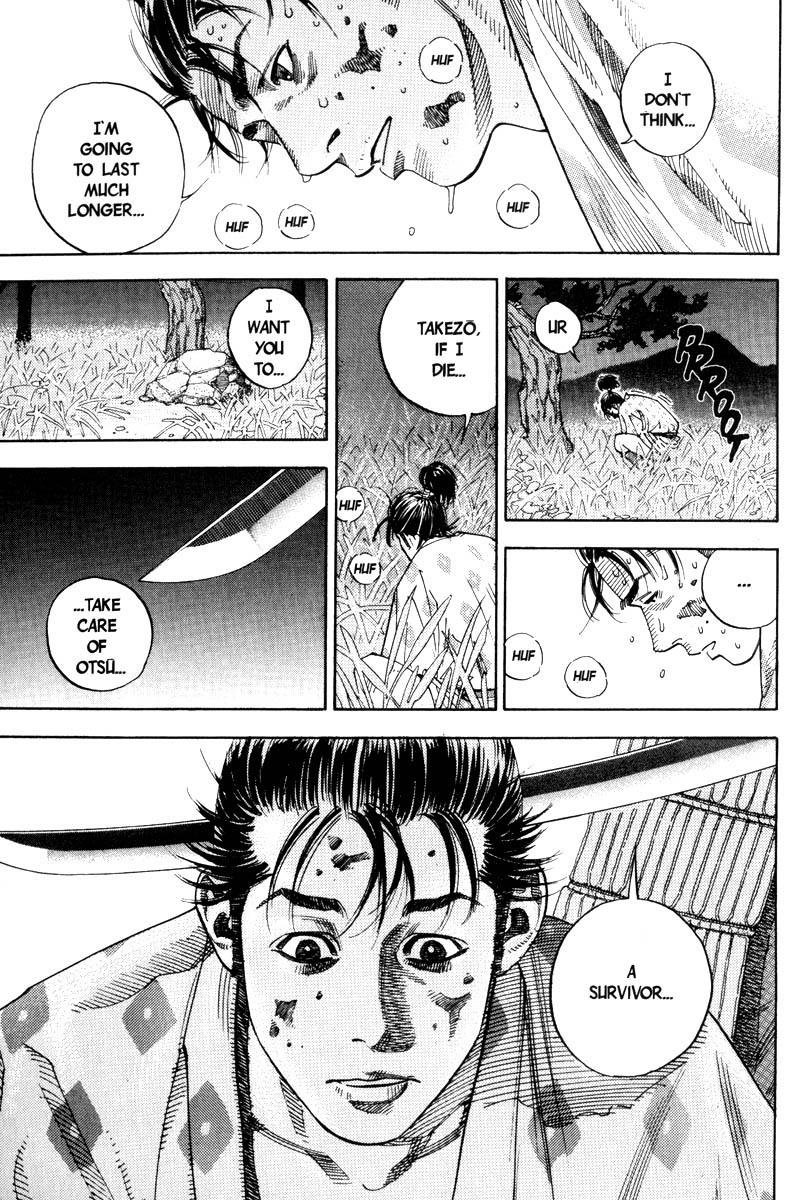 I
DON'T
THINK...
HUF
I'M
GOING
TO LAST
MUCH
LONGER...
HUF
HUF
HUF
UR
RRROOT
TAKEZŌ,
IF I
DIE...
HUF
HUF
I
WANT
YOU TO...
...
HUF
HUF
...TAKE
CARE
OF
OTSŪ...
A
SURVIVOR...